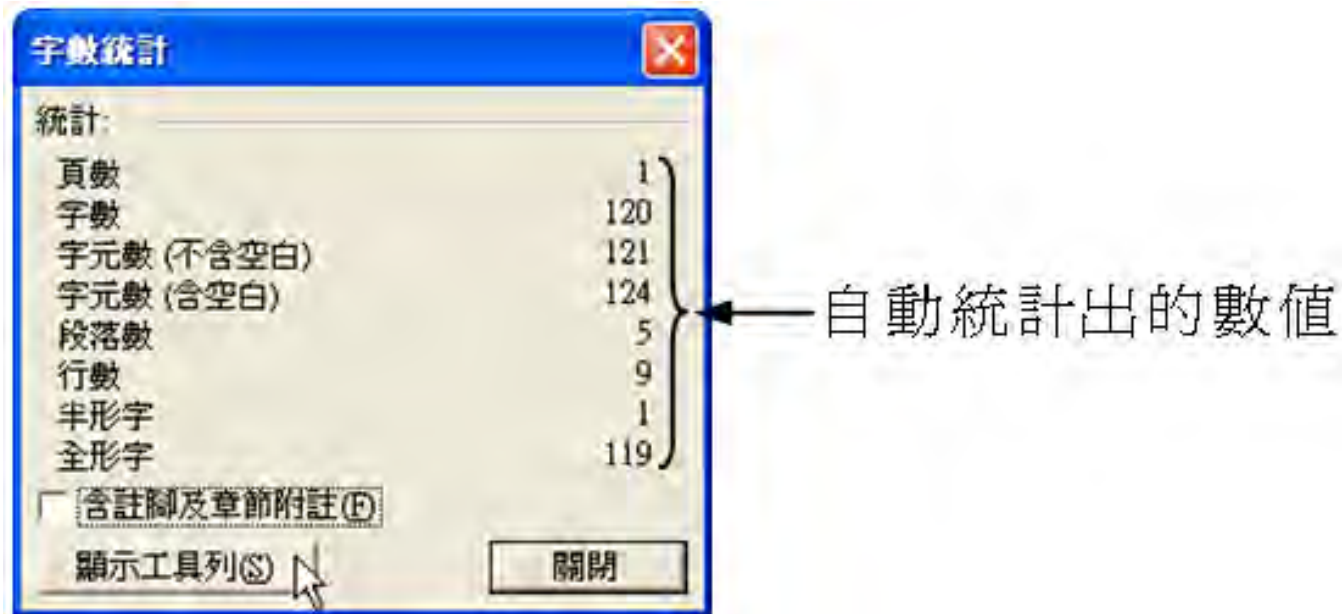 字數統計
統計:
頁數 1
字數 120
字元數 (不含空白) 121
字元數 (含空白) 124
段落數 5
行數 9
半形字 1
全形字 119
自動統計出的數值
含註腳及章節附註(F)
顯示工具列(S) 關閉